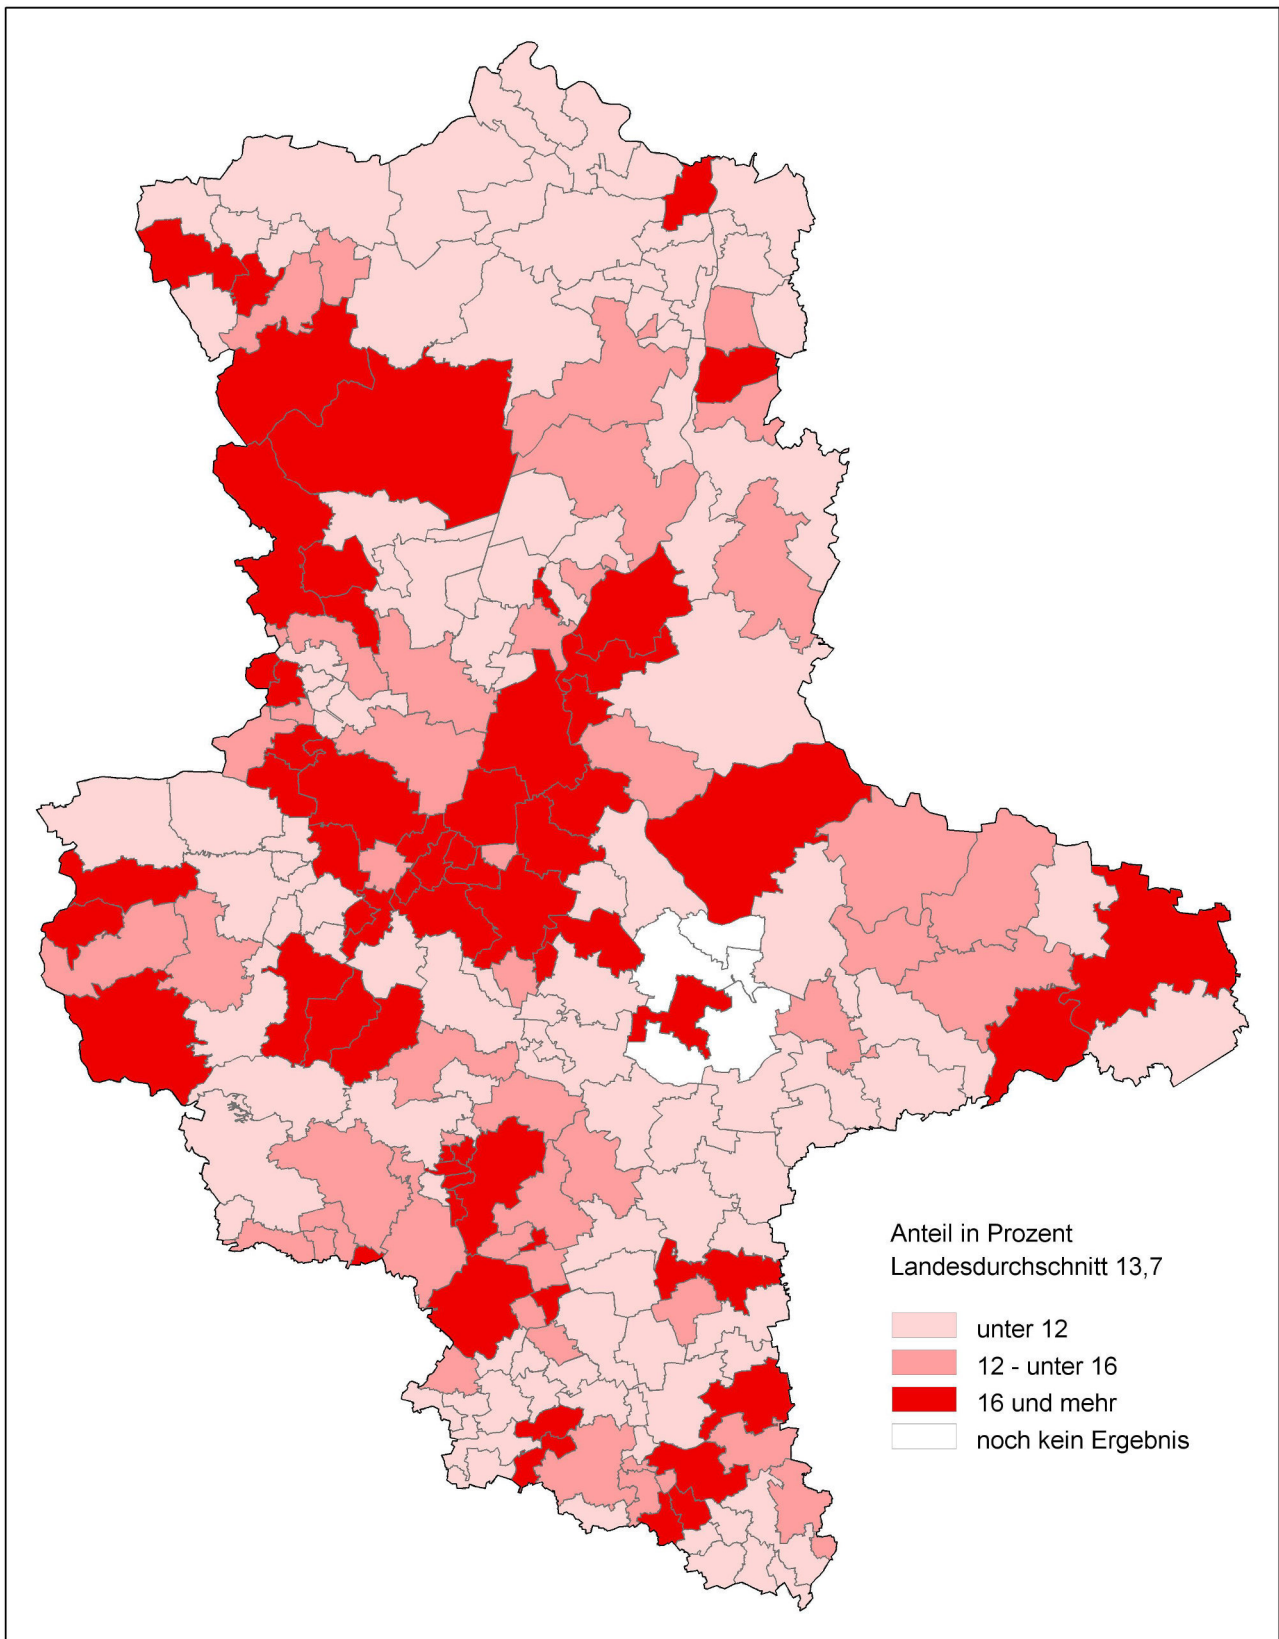 Anteil in Prozent
Landesdurchschnitt 13,7
unter 12
12 - unter 16
16 und mehr
noch kein Ergebnis